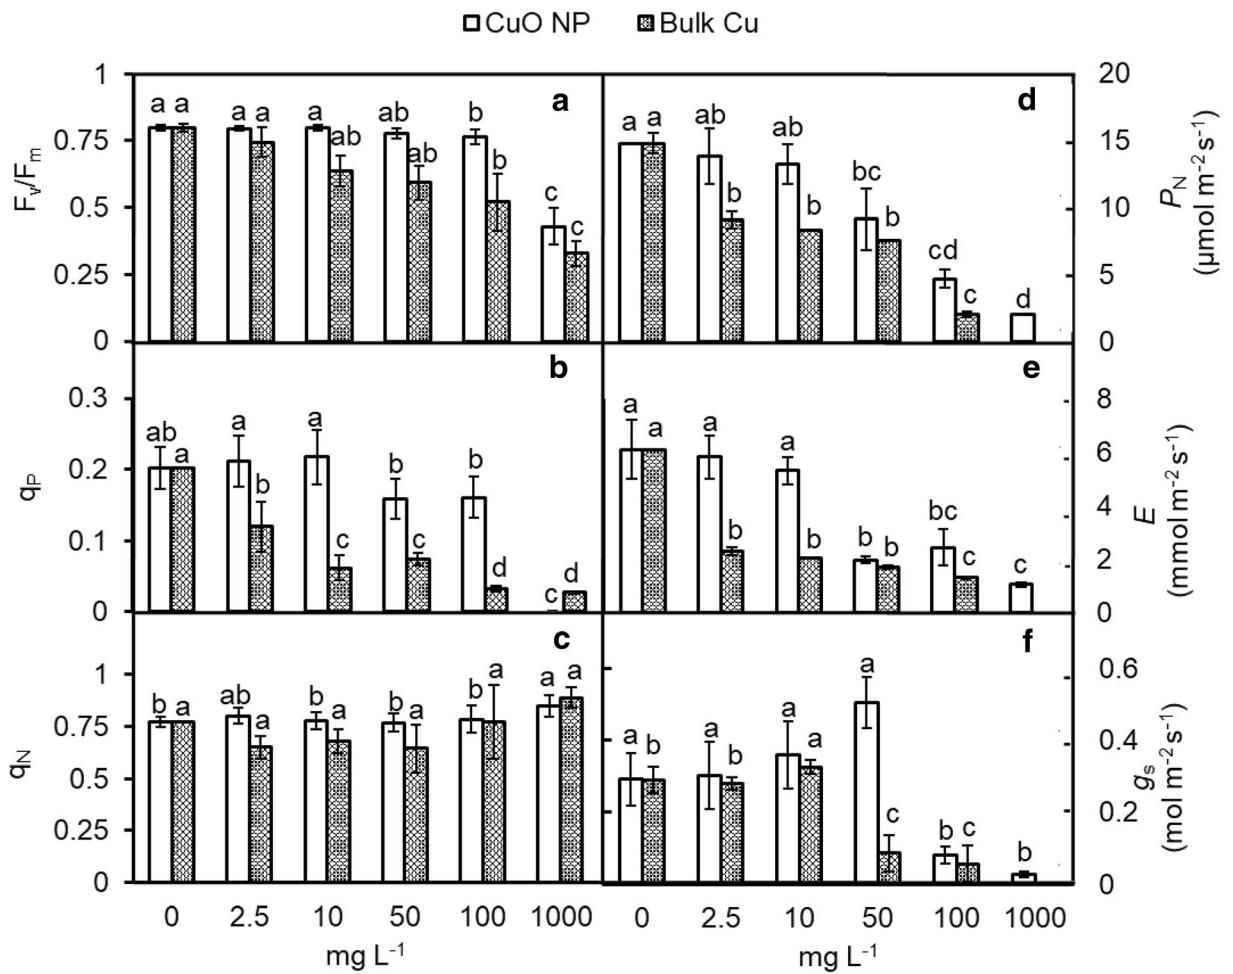 CuO NP Bulk Cu
1
0.75
0.5
0.25
0
Fv/Fm
a a a a a ab ab ab b b c c
a
0.3
0.2
0.1
0
qP
ab a a b a c b c b d c d
b
1
0.75
0.5
0.25
0
qN
b a ab a b a b a b a a a
c
20
15
10
5
0
PN
(µmol m-2 s-1)
a a ab b ab b bc b cd c d
d
8
6
4
2
0
E
(mmol m-2 s-1)
a a a b a b b b bc c c
e
0.6
0.4
0.2
0
gs
(mol m-2 s-1)
a b a b a a a c b c b
f
0 2.5 10 50 100 1000
mg L-1
0 2.5 10 50 100 1000
mg L-1